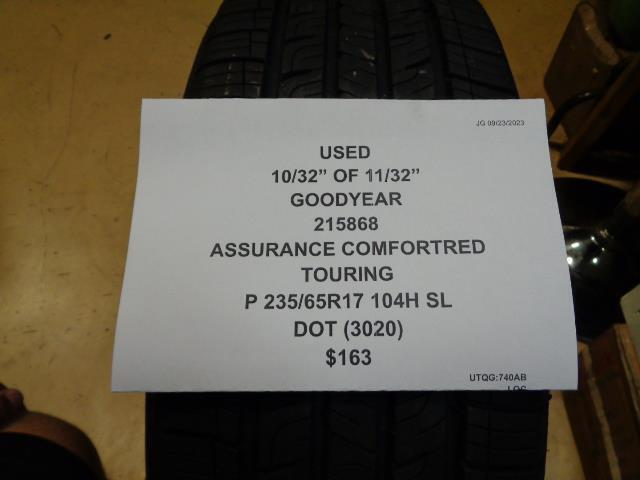 JG 09/23/2023
USED
10/32” OF 11/32”
GOODYEAR
215868
ASSURANCE COMFORTRED
TOURING
P 235/65R17 104H SL
DOT (3020)
$163
UTQG:740AB
LOC